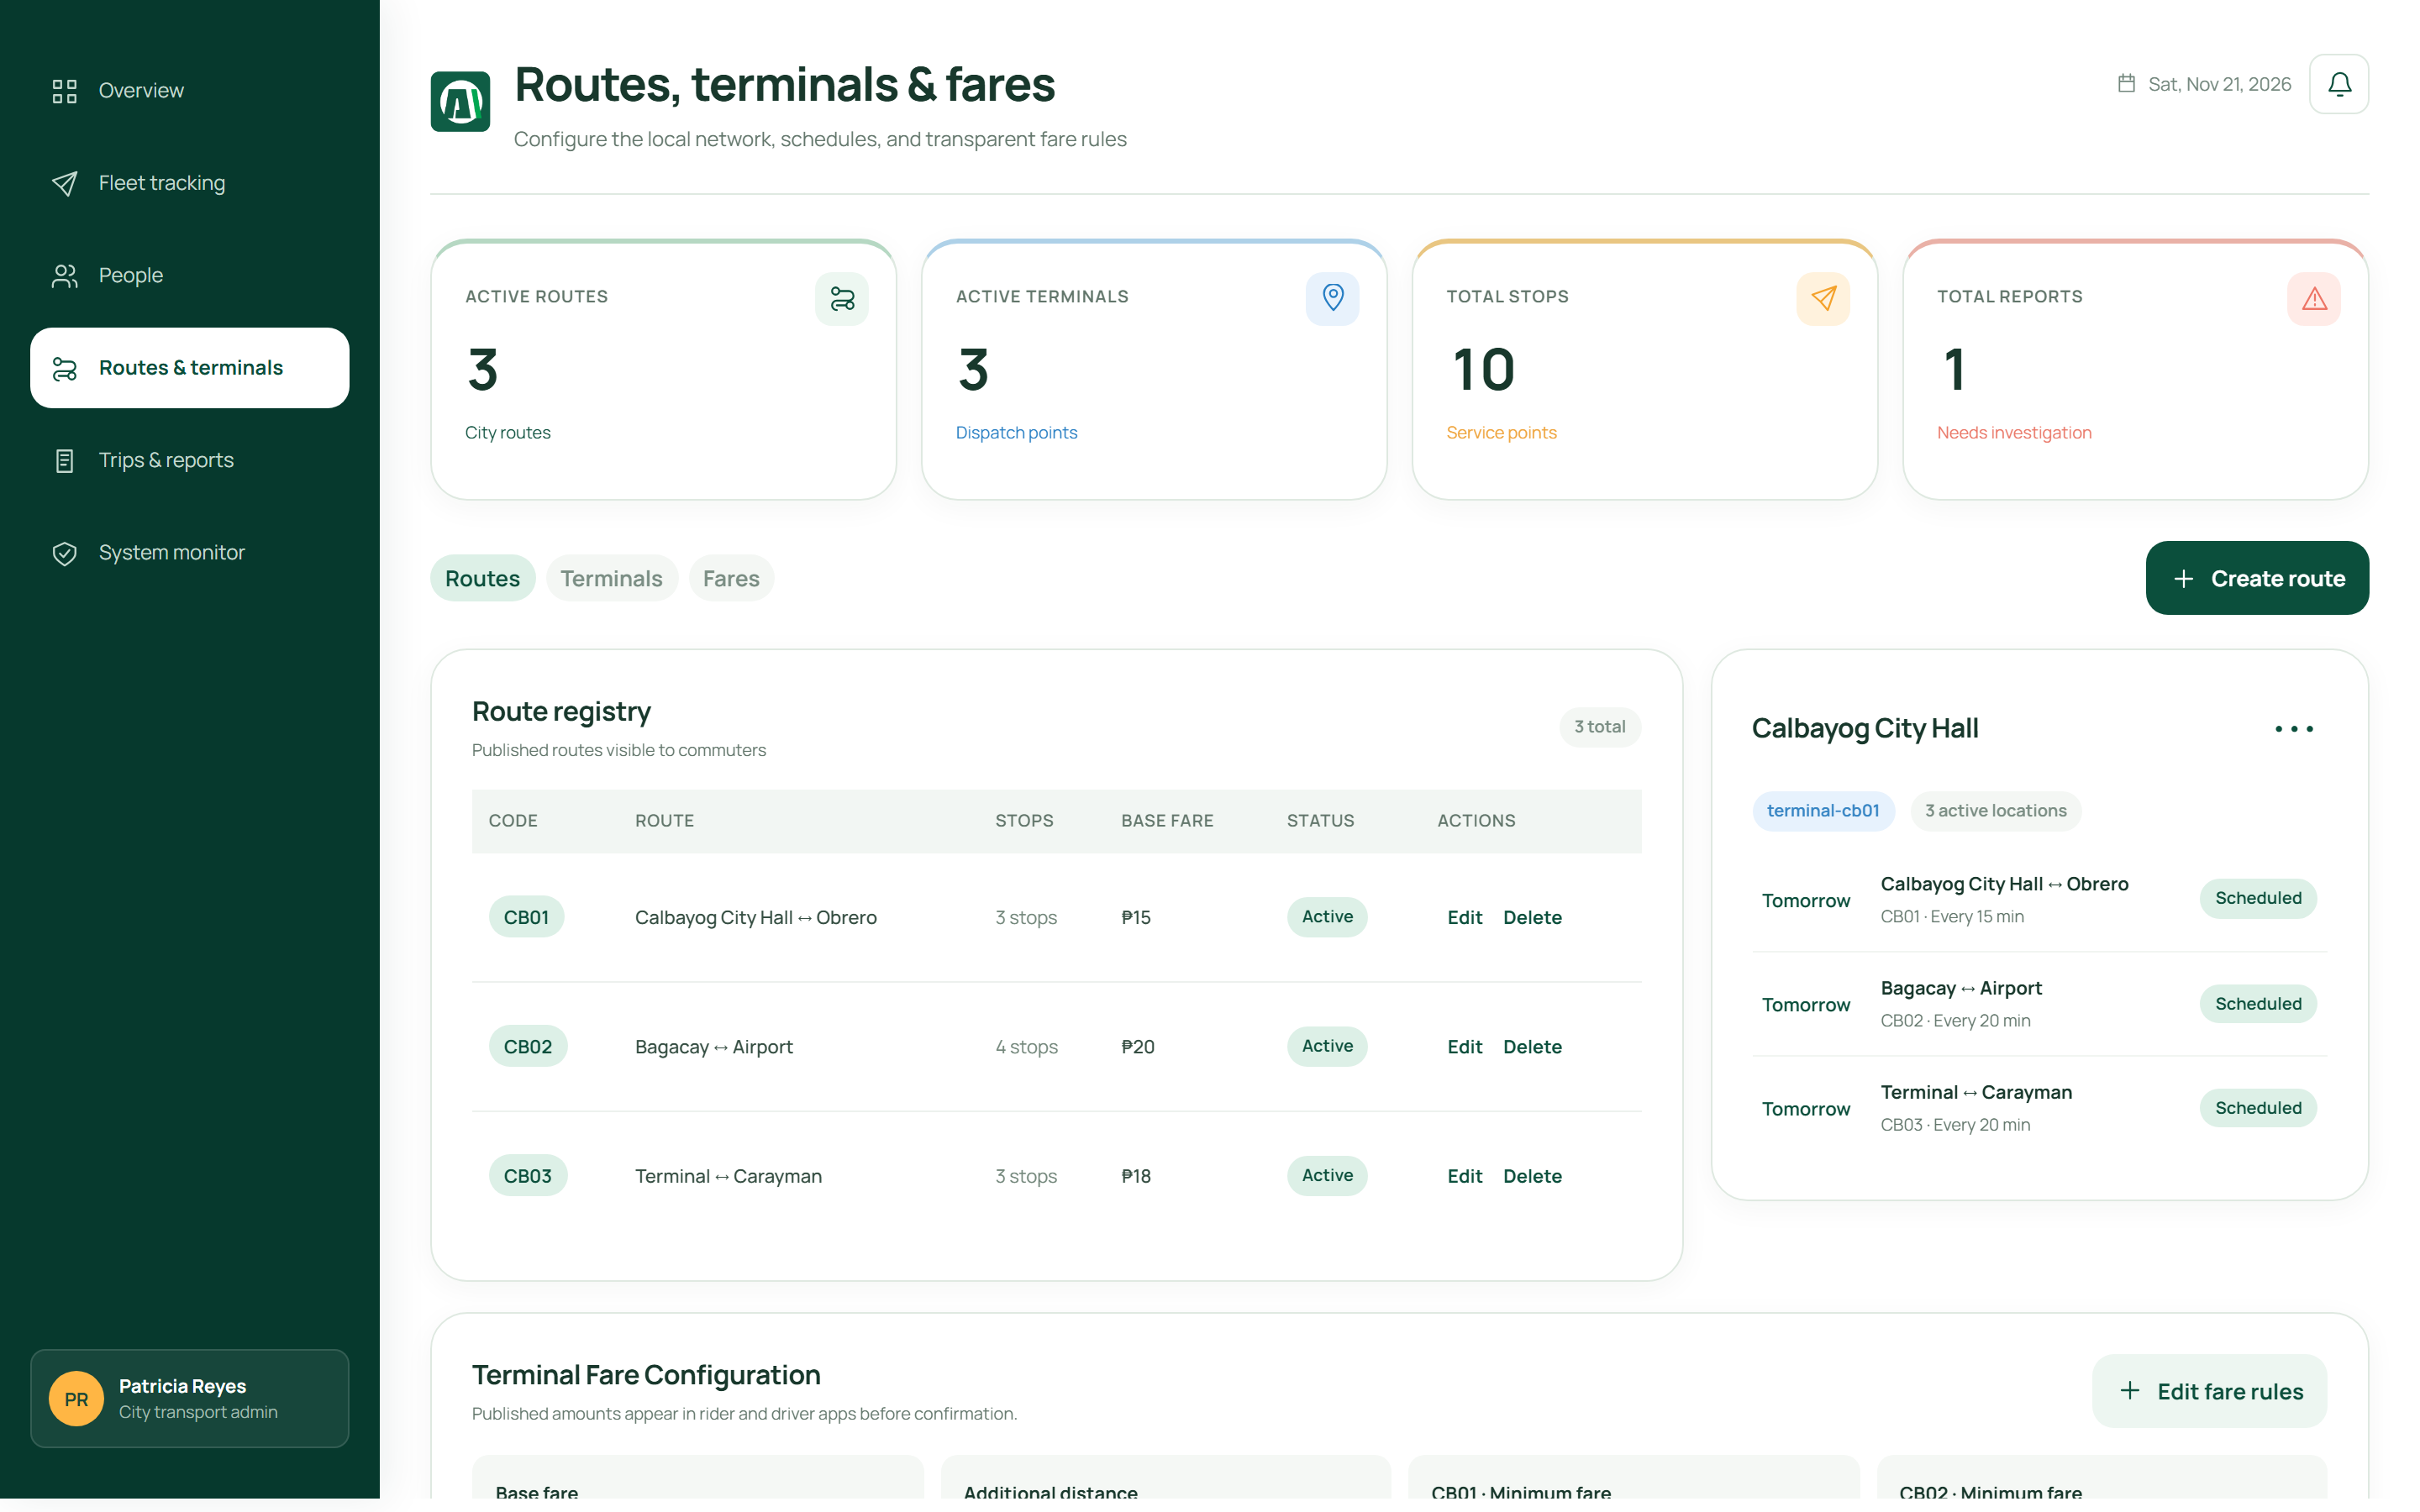 Overview
Fleet tracking
People
Routes & terminals
Trips & reports
System monitor
PR
Patricia Reyes
City transport admin
Routes, terminals & fares
Configure the local network, schedules, and transparent fare rules
Sat, Nov 21, 2026
ACTIVE ROUTES
3
City routes
ACTIVE TERMINALS
3
Dispatch points
TOTAL STOPS
10
Service points
TOTAL REPORTS
1
Needs investigation
Routes Terminals Fares
+ Create route
Route registry
Published routes visible to commuters
3 total
CODE ROUTE STOPS BASE FARE STATUS ACTIONS
CB01 Calbayog City Hall ↔ Obrero 3 stops ₱15 Active Edit Delete
CB02 Bagacay ↔ Airport 4 stops ₱20 Active Edit Delete
CB03 Terminal ↔ Carayman 3 stops ₱18 Active Edit Delete
Calbayog City Hall
terminal-cb01 3 active locations
Tomorrow
Calbayog City Hall ↔ Obrero
CB01 · Every 15 min
Scheduled
Tomorrow
Bagacay ↔ Airport
CB02 · Every 20 min
Scheduled
Tomorrow
Terminal ↔ Carayman
CB03 · Every 20 min
Scheduled
Terminal Fare Configuration
Published amounts appear in rider and driver apps before confirmation.
+ Edit fare rules
Base fare
Additional distance
CB01 · Minimum fare
CB02 · Minimum fare